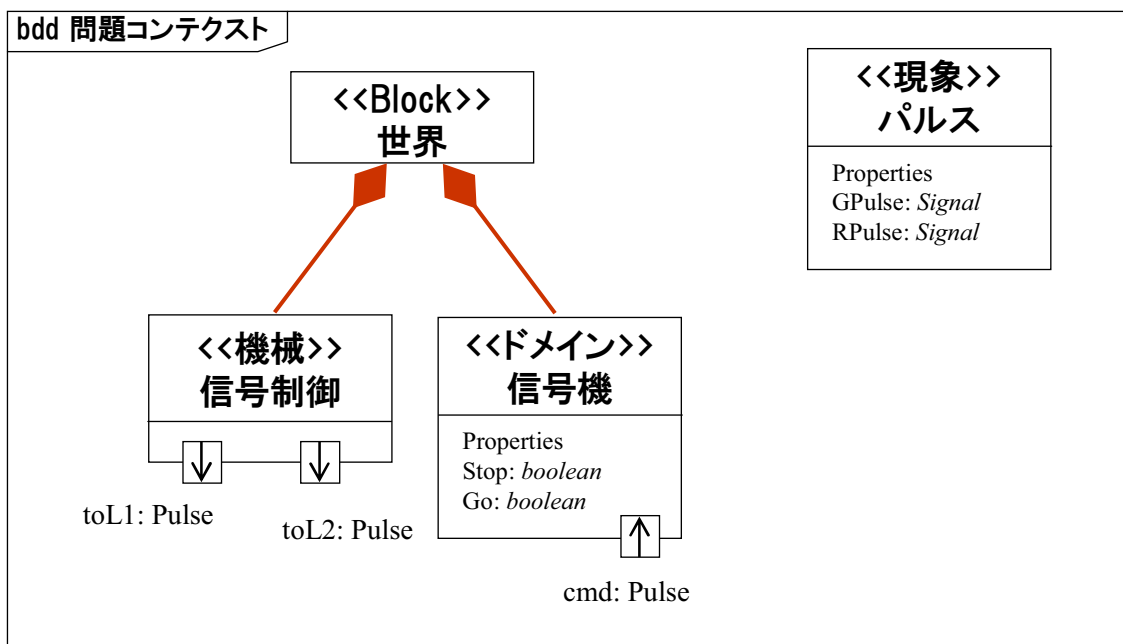 bdd 問題コンテクスト
<<Block>>
世界
<<現象>>
パルス
Properties
GPulse: Signal
RPulse: Signal
<<機械>>
信号制御
toL1: Pulse
toL2: Pulse
<<ドメイン>>
信号機
Properties
Stop: boolean
Go: boolean
cmd: Pulse